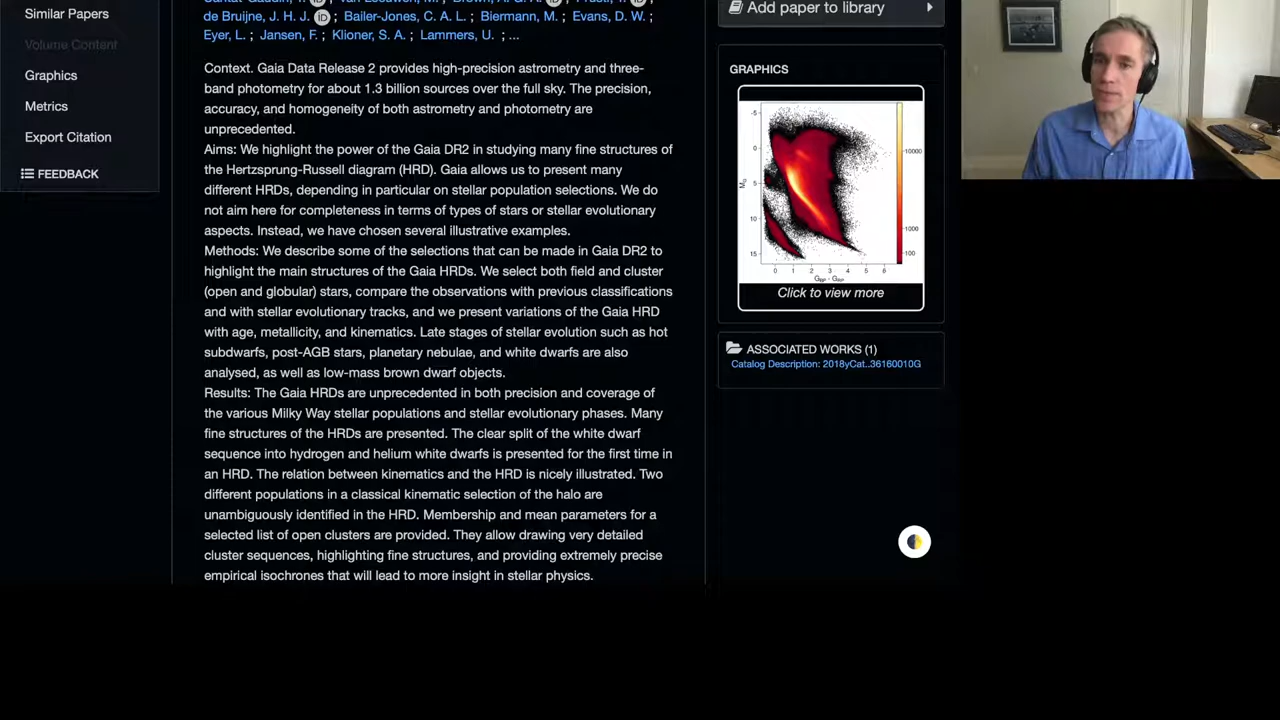 Similar Papers
Volume Content
Graphics
Metrics
Export Citation
FEEDBACK
de Bruijne, J. H. J. iD ; Bailer-Jones, C. A. L. ; Biermann, M. ; Evans, D. W. ;
Eyer, L. ; Jansen, F. ; Klioner, S. A. ; Lammers, U. ; ...
Context. Gaia Data Release 2 provides high-precision astrometry and three-
band photometry for about 1.3 billion sources over the full sky. The precision,
accuracy, and homogeneity of both astrometry and photometry are
unprecedented.
Aims: We highlight the power of the Gaia DR2 in studying many fine structures of
the Hertzsprung-Russell diagram (HRD). Gaia allows us to present many
different HRDs, depending in particular on stellar population selections. We do
not aim here for completeness in terms of types of stars or stellar evolutionary
aspects. Instead, we have chosen several illustrative examples.
Methods: We describe some of the selections that can be made in Gaia DR2 to
highlight the main structures of the Gaia HRDs. We select both field and cluster
(open and globular) stars, compare the observations with previous classifications
and with stellar evolutionary tracks, and we present variations of the Gaia HRD
with age, metallicity, and kinematics. Late stages of stellar evolution such as hot
subdwarfs, post-AGB stars, planetary nebulae, and white dwarfs are also
analysed, as well as low-mass brown dwarf objects.
Results: The Gaia HRDs are unprecedented in both precision and coverage of
the various Milky Way stellar populations and stellar evolutionary phases. Many
fine structures of the HRDs are presented. The clear split of the white dwarf
sequence into hydrogen and helium white dwarfs is presented for the first time in
an HRD. The relation between kinematics and the HRD is nicely illustrated. Two
different populations in a classical kinematic selection of the halo are
unambiguously identified in the HRD. Membership and mean parameters for a
selected list of open clusters are provided. They allow drawing very detailed
cluster sequences, highlighting fine structures, and providing extremely precise
empirical isochrones that will lead to more insight in stellar physics.
Add paper to library
GRAPHICS
-5
0
5
10
15
0 1 2 3 4 5 6
10000
1000
100
Click to view more
ASSOCIATED WORKS (1)
Catalog Description: 2018yCat..36160010G